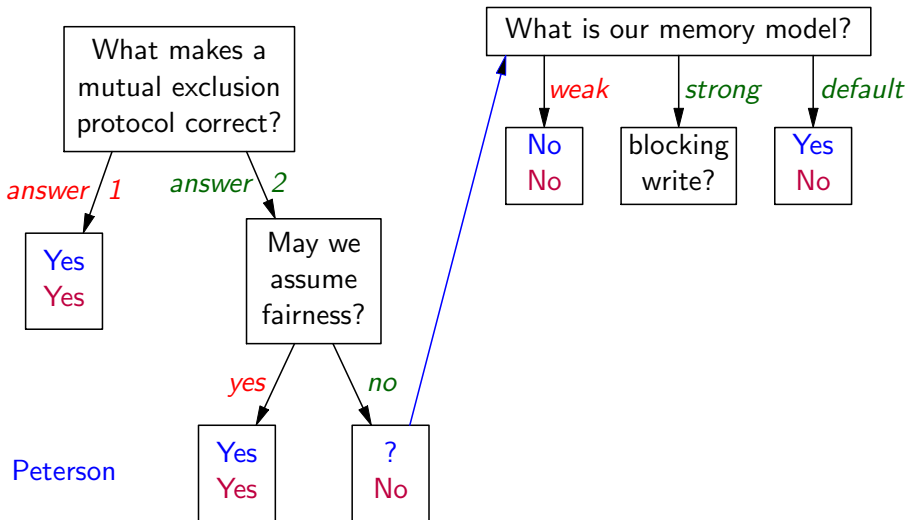 What makes a
mutual exclusion
protocol correct?
answer 1
answer 2
Yes
Yes
May we
assume
fairness?
yes
no
Yes
Yes
?
No
Peterson
What is our memory model?
weak
strong
default
No
No
blocking
write?
Yes
No